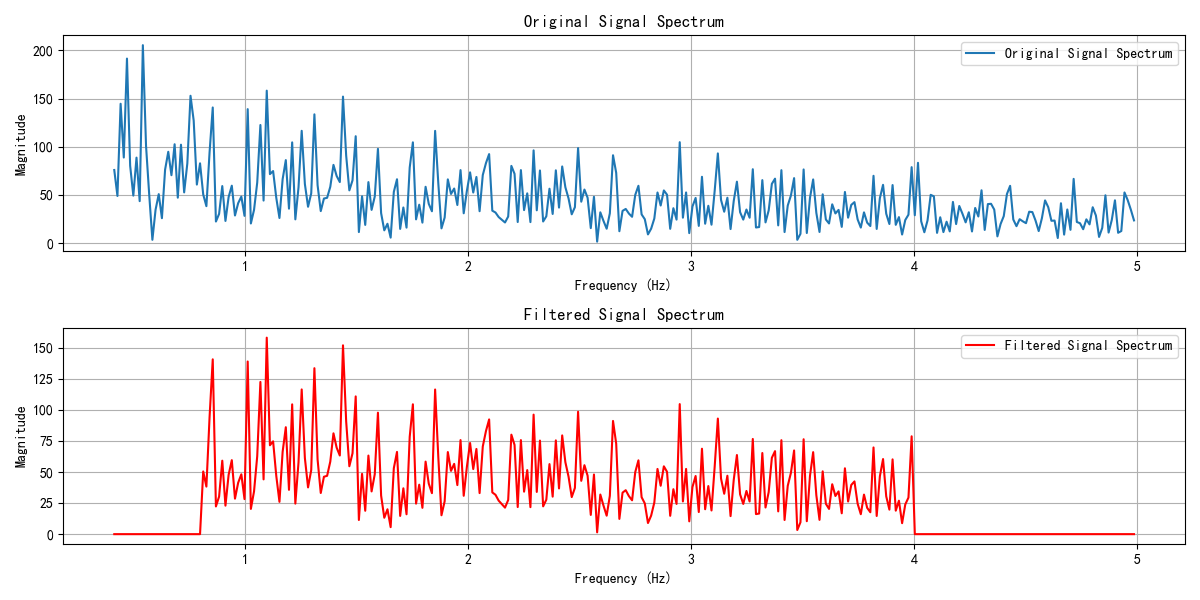 Original Signal Spectrum
200
150
100
50
0
Magnitude
Original Signal Spectrum
1
2
3
4
5
Frequency (Hz)
Filtered Signal Spectrum
150
125
100
75
50
25
0
Magnitude
Filtered Signal Spectrum
1
2
3
4
5
Frequency (Hz)